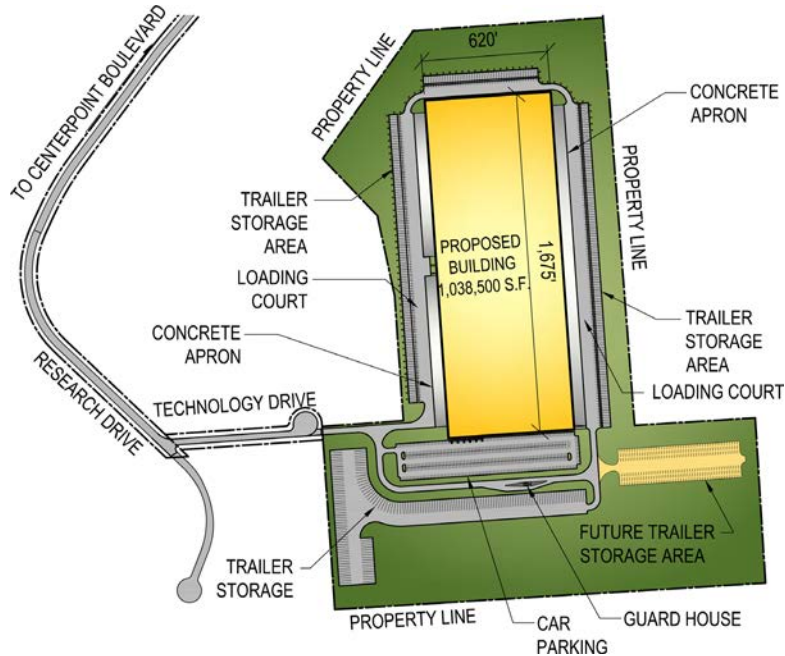 TO CENTERPOINT BOULEVARD
PROPERTY LINE
620'
CONCRETE
APRON
PROPERTY LINE
TRAILER
STORAGE
AREA
PROPOSED
BUILDING
1,038,500 S.F.
1,675'
LOADING
COURT
CONCRETE
APRON
TRAILER
STORAGE
AREA
LOADING COURT
RESEARCH DRIVE
TECHNOLOGY DRIVE
FUTURE TRAILER
STORAGE AREA
TRAILER
STORAGE
PROPERTY LINE
CAR
PARKING
GUARD HOUSE